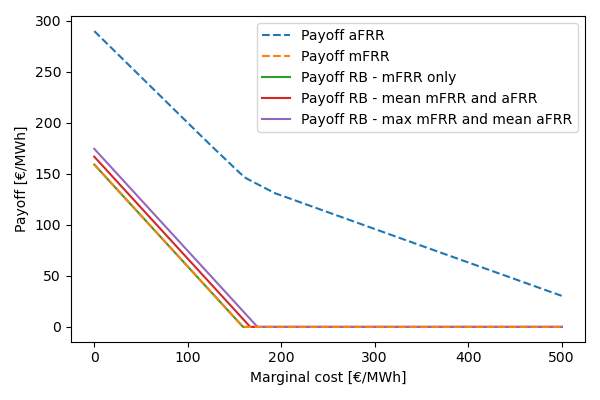 300
250
200
150
100
50
0
Payoff [€/MWh]
Payoff aFRR
Payoff mFRR
Payoff RB - mFRR only
Payoff RB - mean mFRR and aFRR
Payoff RB - max mFRR and mean aFRR
0 100 200 300 400 500
Marginal cost [€/MWh]